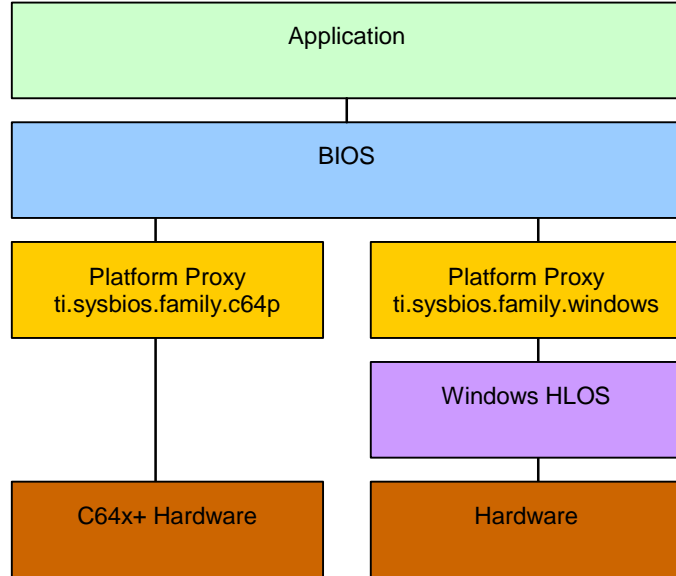 Application
BIOS
Platform Proxy
ti.sysbios.family.c64p
Platform Proxy
ti.sysbios.family.windows
Windows HLOS
C64x+ Hardware
Hardware